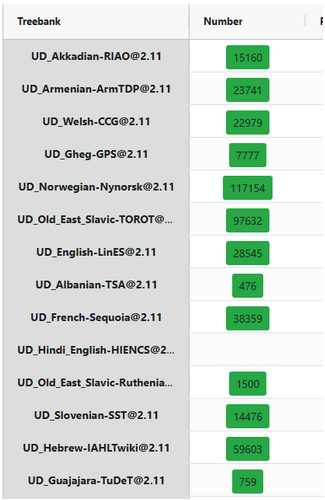 Treebank Number
UD_Akkadian-RIAO@2.11 15160
UD_Armenian-ArmTDP@2.11 23741
UD_Welsh-CCG@2.11 22979
UD_Gheg-GPS@2.11 7777
UD_Norwegian-Nynorsk@2.11 117154
UD_Old_East_Slavic-TOROT@... 97632
UD_English-LinES@2.11 28545
UD_Albanian-TSA@2.11 476
UD_French-Sequoia@2.11 38359
UD_Hindi_English-HIENCS@2...
UD_Old_East_Slavic-Ruthenia... 1500
UD_Slovenian-SST@2.11 14476
UD_Hebrew-IAHLTwiki@2.11 59603
UD_Guajajara-TuDeT@2.11 759